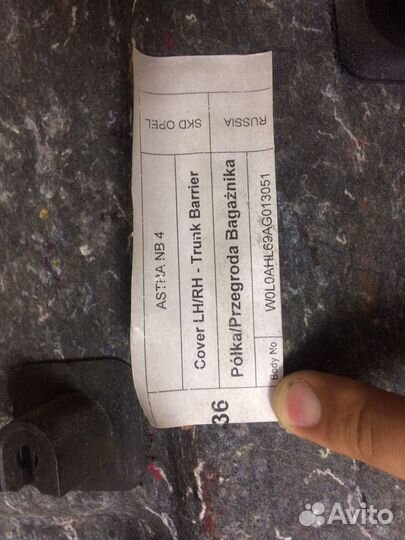 ASTRA NB 4
SKD OPEL
Cover LH/RH - Trunk Barrier
Półka/Przegroda Bagażnika
RUSSIA
Body No
W0L0AHL69AG013051
36
Avito